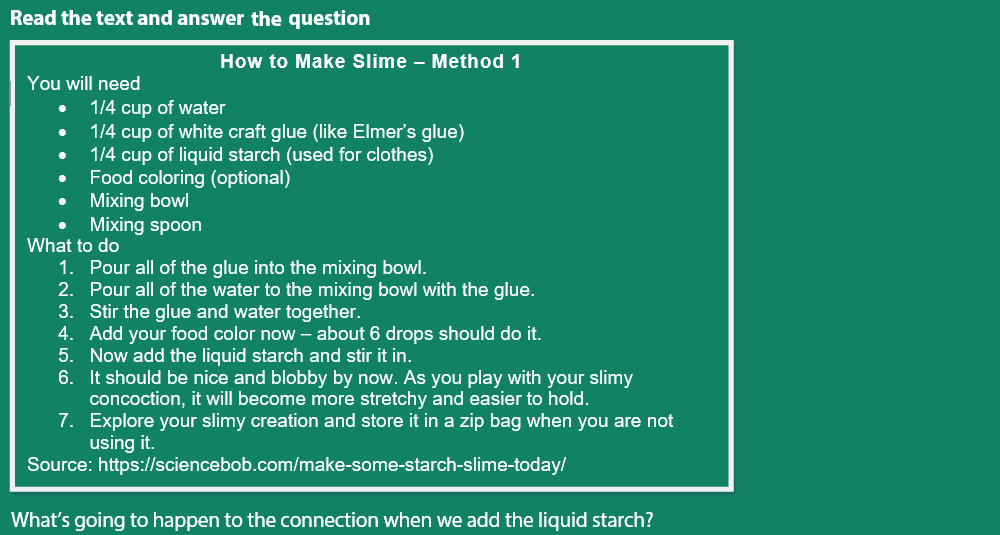 Read the text and answer the question
How to Make Slime – Method 1
You will need
• 1/4 cup of water
• 1/4 cup of white craft glue (like Elmer's glue)
• 1/4 cup of liquid starch (used for clothes)
• Food coloring (optional)
• Mixing bowl
• Mixing spoon
What to do
1. Pour all of the glue into the mixing bowl.
2. Pour all of the water to the mixing bowl with the glue.
3. Stir the glue and water together.
4. Add your food color now – about 6 drops should do it.
5. Now add the liquid starch and stir it in.
6. It should be nice and blobby by now. As you play with your slimy
concoction, it will become more stretchy and easier to hold.
7. Explore your slimy creation and store it in a zip bag when you are not
using it.
Source: https://sciencebob.com/make-some-starch-slime-today/
What's going to happen to the connection when we add the liquid starch?